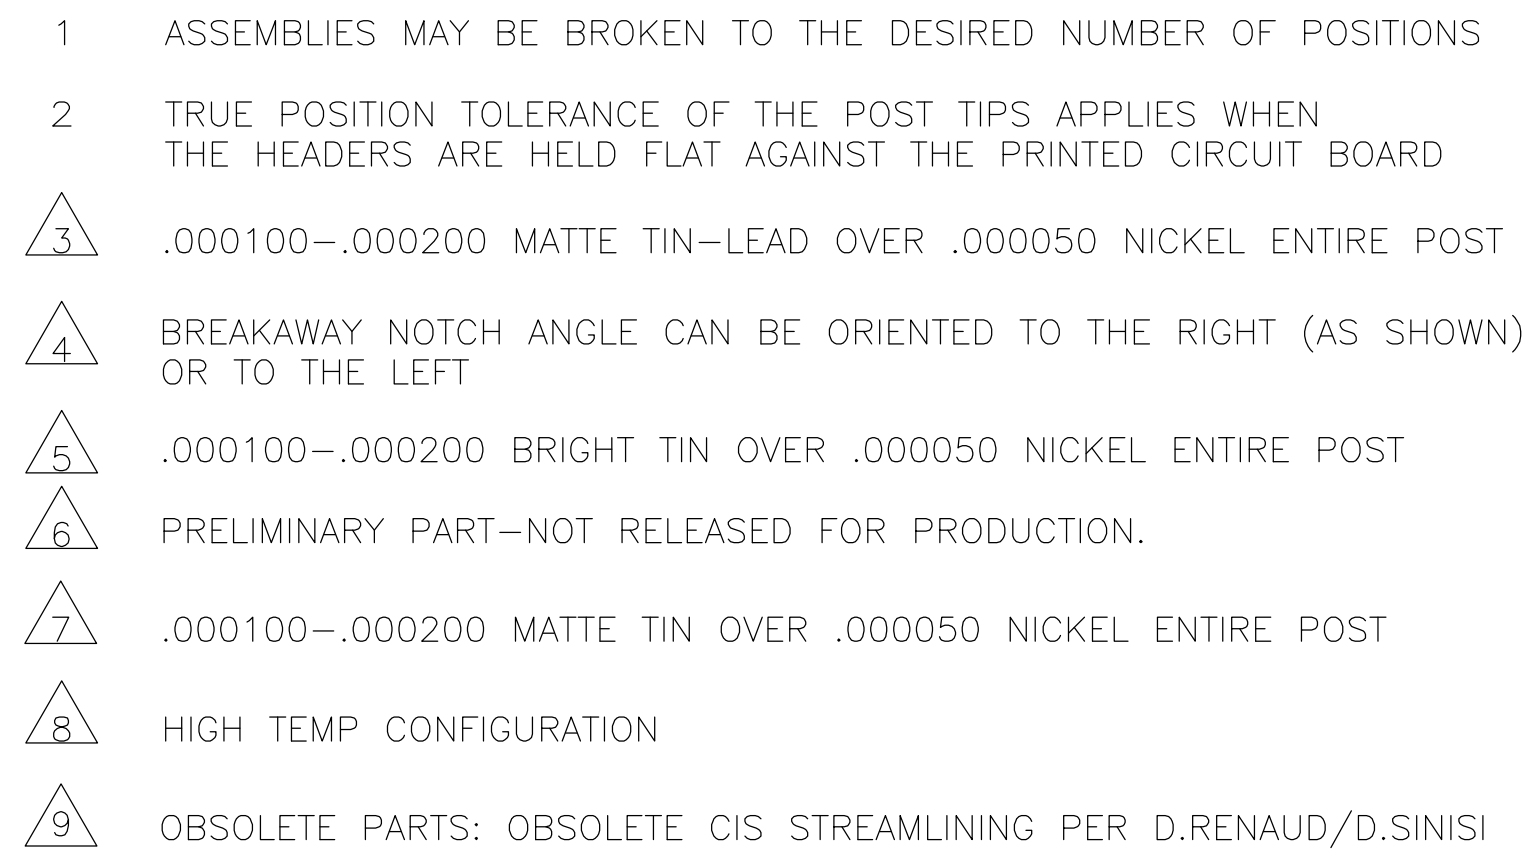 1 ASSEMBLIES MAY BE BROKEN TO THE DESIRED NUMBER OF POSITIONS
2 TRUE POSITION TOLERANCE OF THE POST TIPS APPLIES WHEN
THE HEADERS ARE HELD FLAT AGAINST THE PRINTED CIRCUIT BOARD
3 .000100-.000200 MATTE TIN-LEAD OVER .000050 NICKEL ENTIRE POST
4 BREAKAWAY NOTCH ANGLE CAN BE ORIENTED TO THE RIGHT (AS SHOWN)
OR TO THE LEFT
5 .000100-.000200 BRIGHT TIN OVER .000050 NICKEL ENTIRE POST
6 PRELIMINARY PART-NOT RELEASED FOR PRODUCTION.
7 .000100-.000200 MATTE TIN OVER .000050 NICKEL ENTIRE POST
8 HIGH TEMP CONFIGURATION
9 OBSOLETE PARTS: OBSOLETE CIS STREAMLINING PER D.RENAUD/D.SINISI